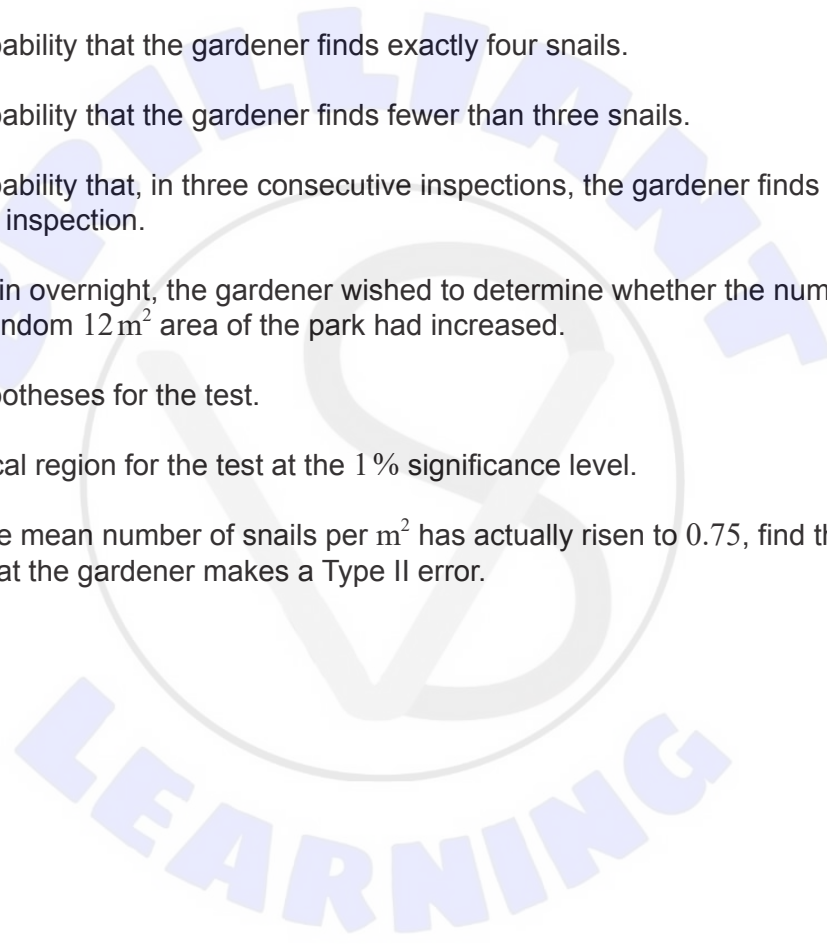 ability that the gardener finds exactly four snails.
ability that the gardener finds fewer than three snails.
ability that, in three consecutive inspections, the gardener finds
inspection.
in overnight, the gardener wished to determine whether the num
ndom 12 m² area of the park had increased.
otheses for the test.
cal region for the test at the 1% significance level.
e mean number of snails per m² has actually risen to 0.75, find th
at the gardener makes a Type II error.
BRILLIANT
VS
LEARNING